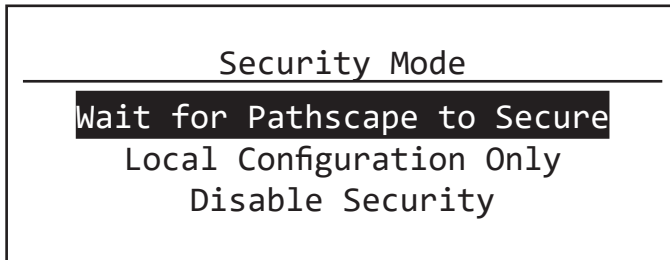 Security Mode
Wait for Pathscape to Secure
Local Configuration Only
Disable Security